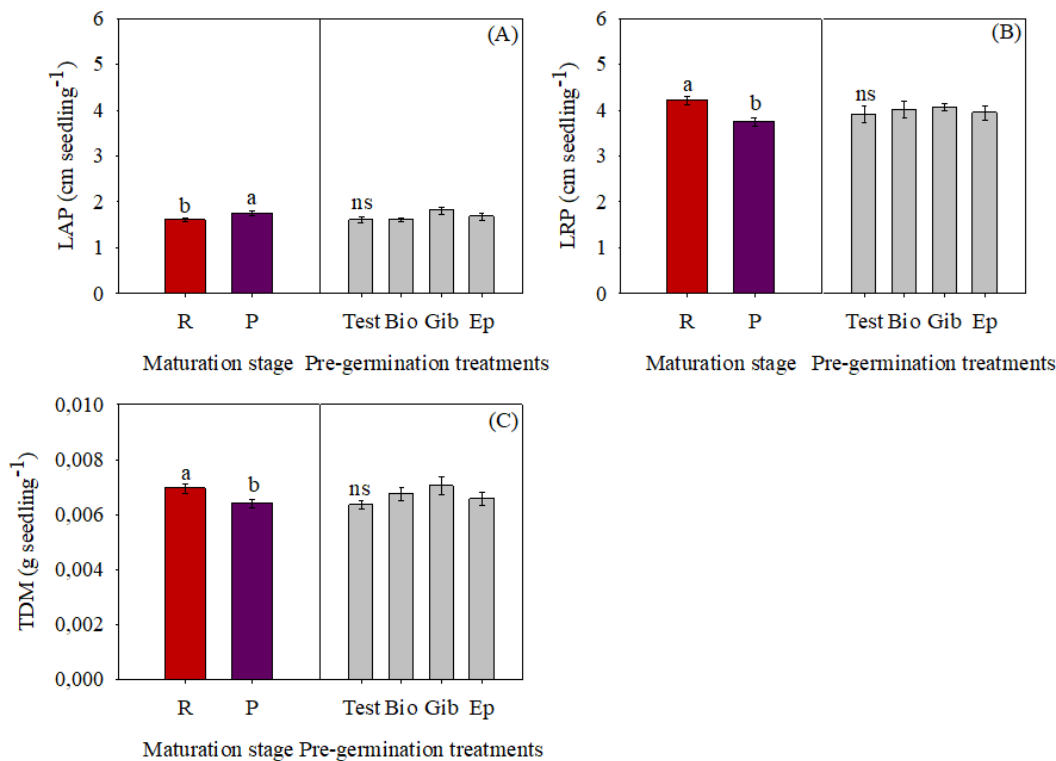 (A)
LAP (cm seedling-1)
6
5
4
3
2
1
0
b
a
ns
R P Test Bio Gib Ep
Maturation stage Pre-germination treatments
(B)
LRP (cm seedling-1)
6
5
4
3
2
1
0
a
b
ns
R P Test Bio Gib Ep
Maturation stage Pre-germination treatments
(C)
TDM (g seedling-1)
0,010
0,008
0,006
0,004
0,002
0,000
a
b
ns
R P Test Bio Gib Ep
Maturation stage Pre-germination treatments